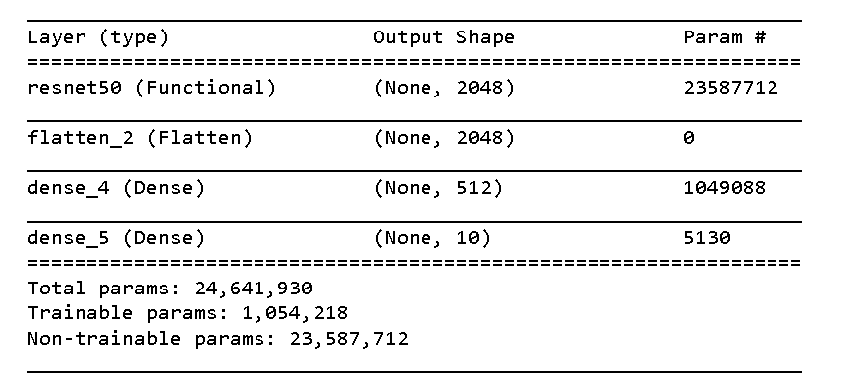 Layer (type) Output Shape Param #
=================================================================
resnet50 (Functional) (None, 2048) 23587712
flatten_2 (Flatten) (None, 2048) 0
dense_4 (Dense) (None, 512) 1049088
dense_5 (Dense) (None, 10) 5130
=================================================================
Total params: 24,641,930
Trainable params: 1,054,218
Non-trainable params: 23,587,712